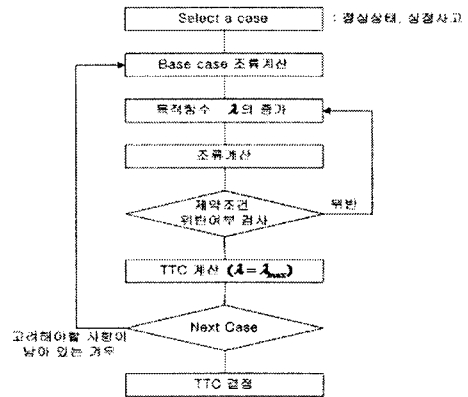 Select a case : 정상상태, 상정사고
Base case 조류계산
목적함수 λ의 증가
조류계산
제약조건
위반여부 검사
위반
TTC 계산 (λ=λmax)
Next Case
고려해야할 사항이
남아 있는 경우
TTC 결정